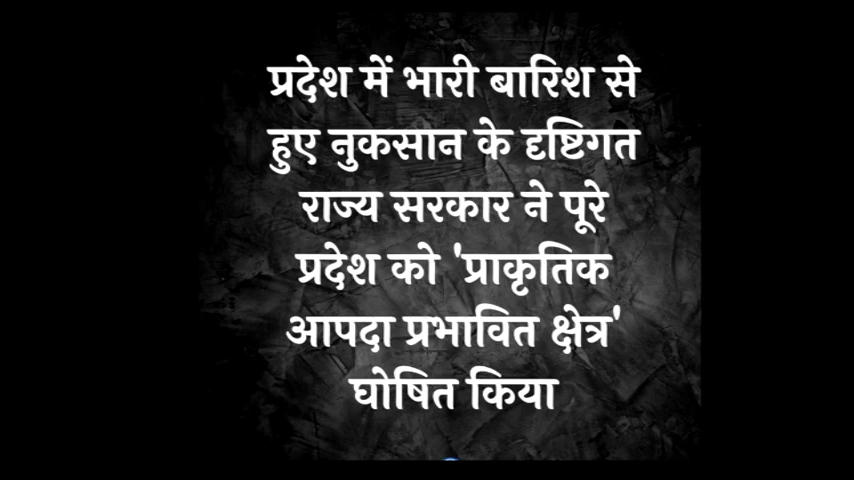 प्रदेश में भारी बारिश से
हुए नुकसान के दृष्टिगत
राज्य सरकार ने पूरे
प्रदेश को 'प्राकृतिक
आपदा प्रभावित क्षेत्र'
घोषित किया